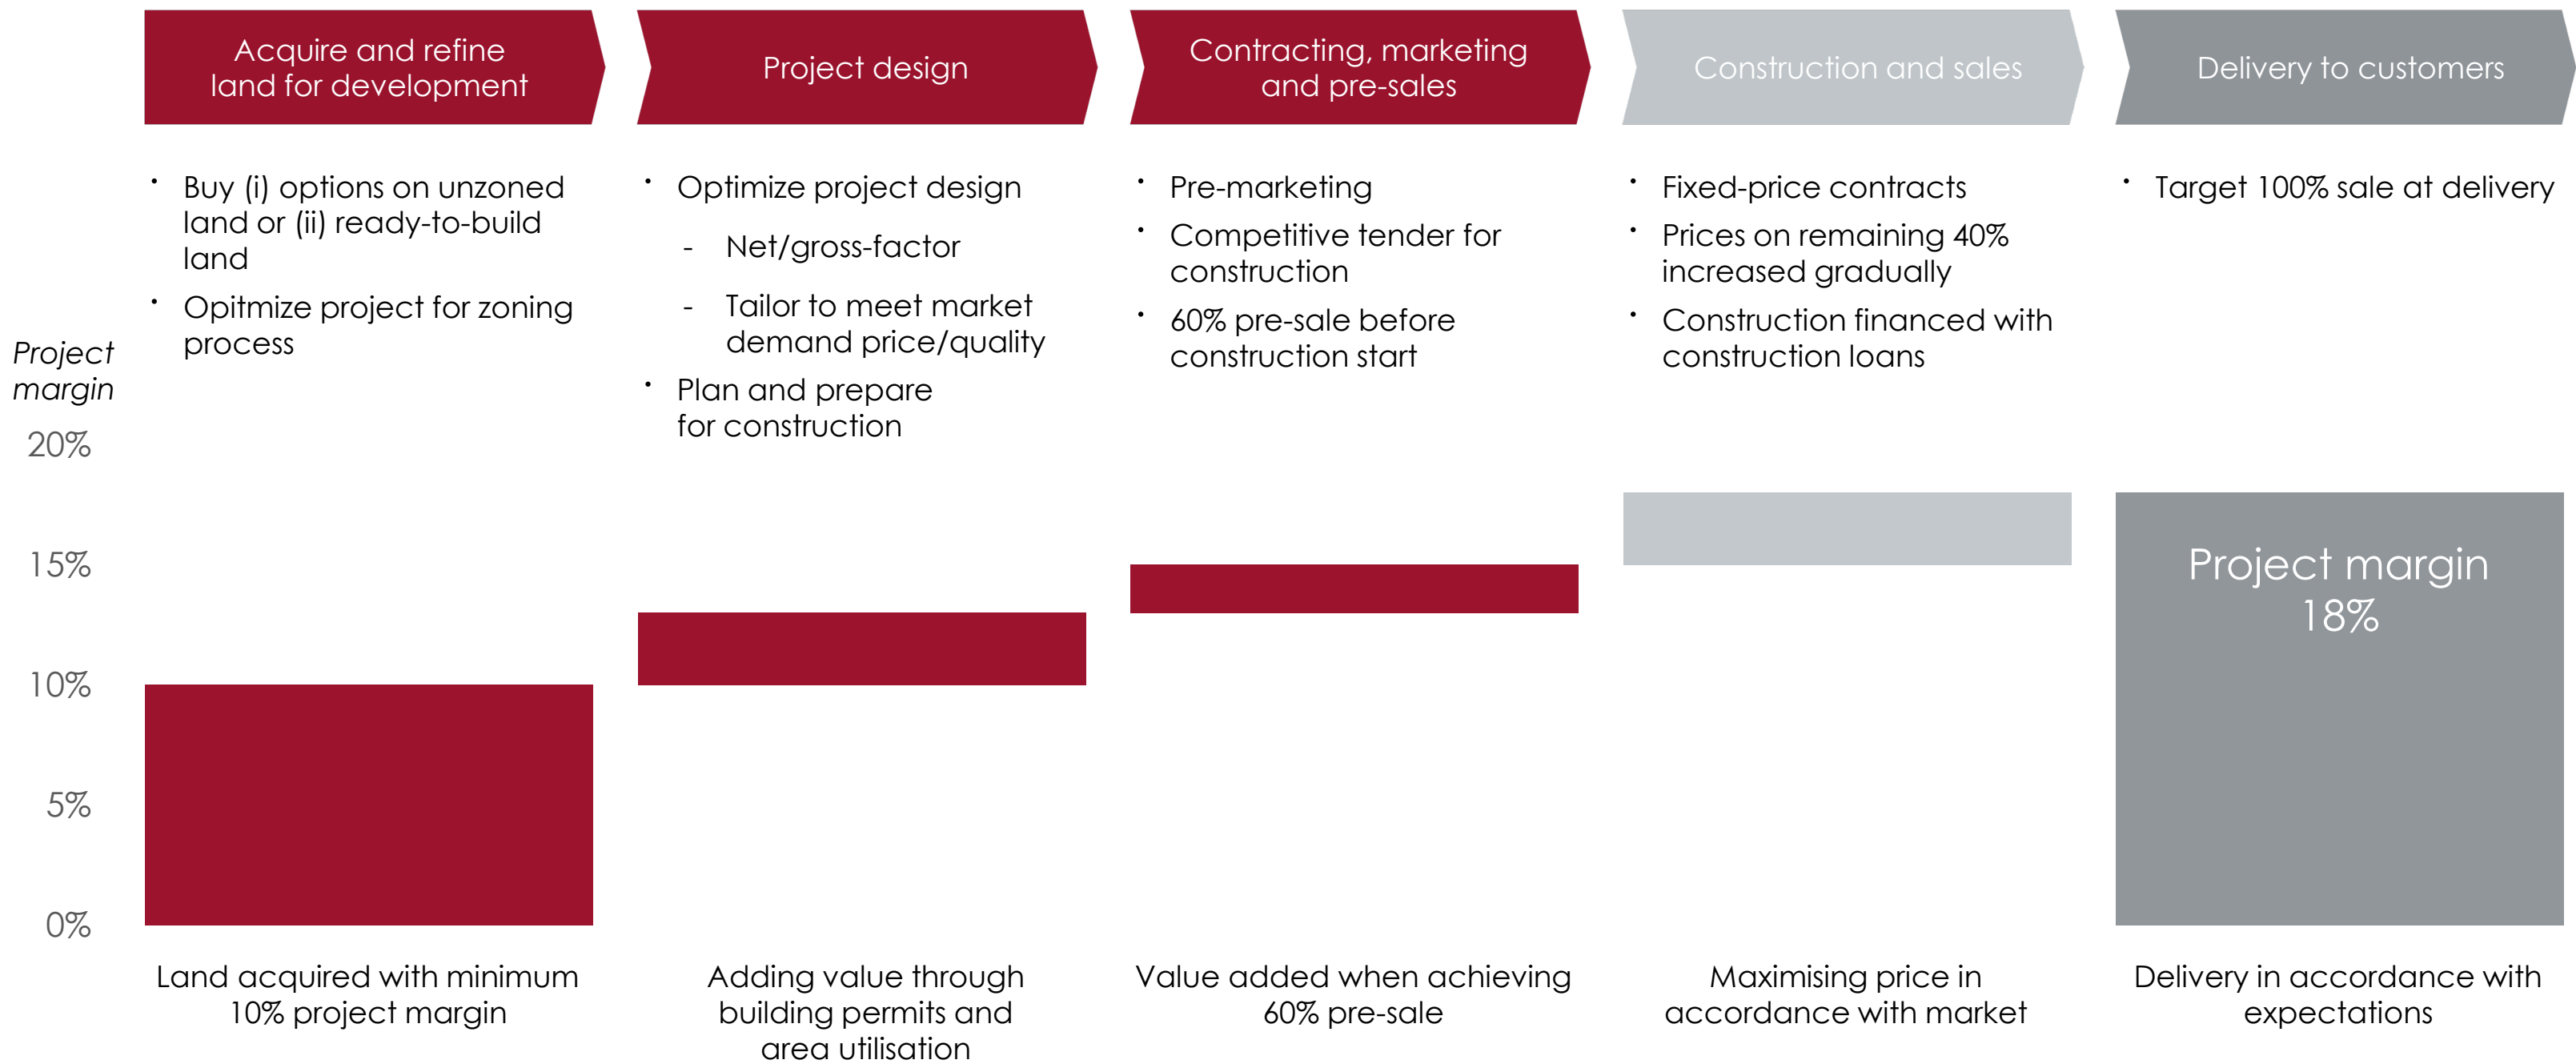 Acquire and refine
land for development
Project design
Contracting, marketing
and pre-sales
Construction and sales
Delivery to customers
· Buy (i) options on unzoned
land or (ii) ready-to-build
land
· Opitmize project for zoning
process
· Optimize project design
- Net/gross-factor
- Tailor to meet market
demand price/quality
· Plan and prepare
for construction
· Pre-marketing
· Competitive tender for
construction
· 60% pre-sale before
construction start
· Fixed-price contracts
· Prices on remaining 40%
increased gradually
· Construction financed with
construction loans
· Target 100% sale at delivery
Project
margin
20%
15%
10%
5%
0%
Project margin
18%
Land acquired with minimum
10% project margin
Adding value through
building permits and
area utilisation
Value added when achieving
60% pre-sale
Maximising price in
accordance with market
Delivery in accordance with
expectations